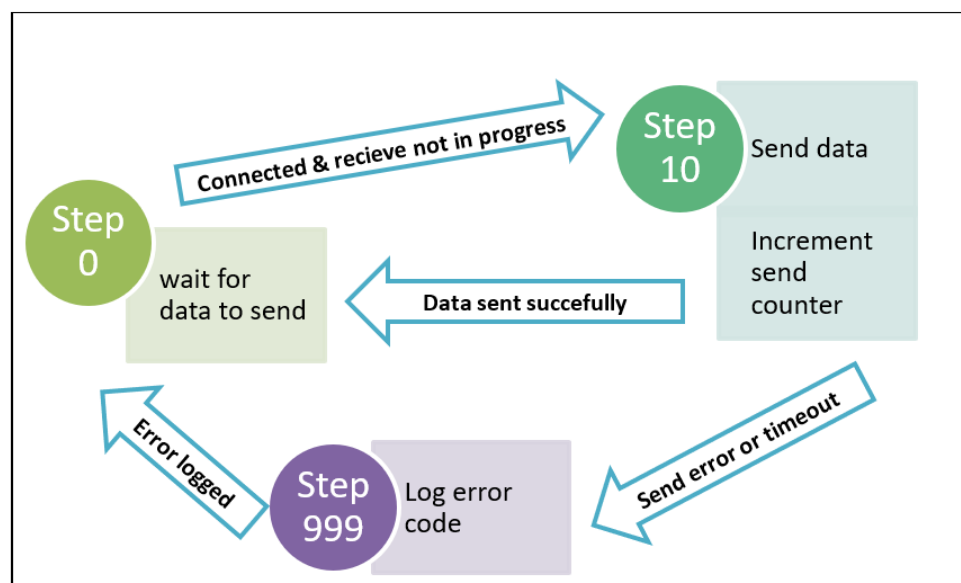 Step
0
wait for
data to send
Connected & recieve not in progress
Step
10
Send data
Increment
send
counter
Data sent succefully
Send error or timeout
Step
999
Log error
code
Error logged